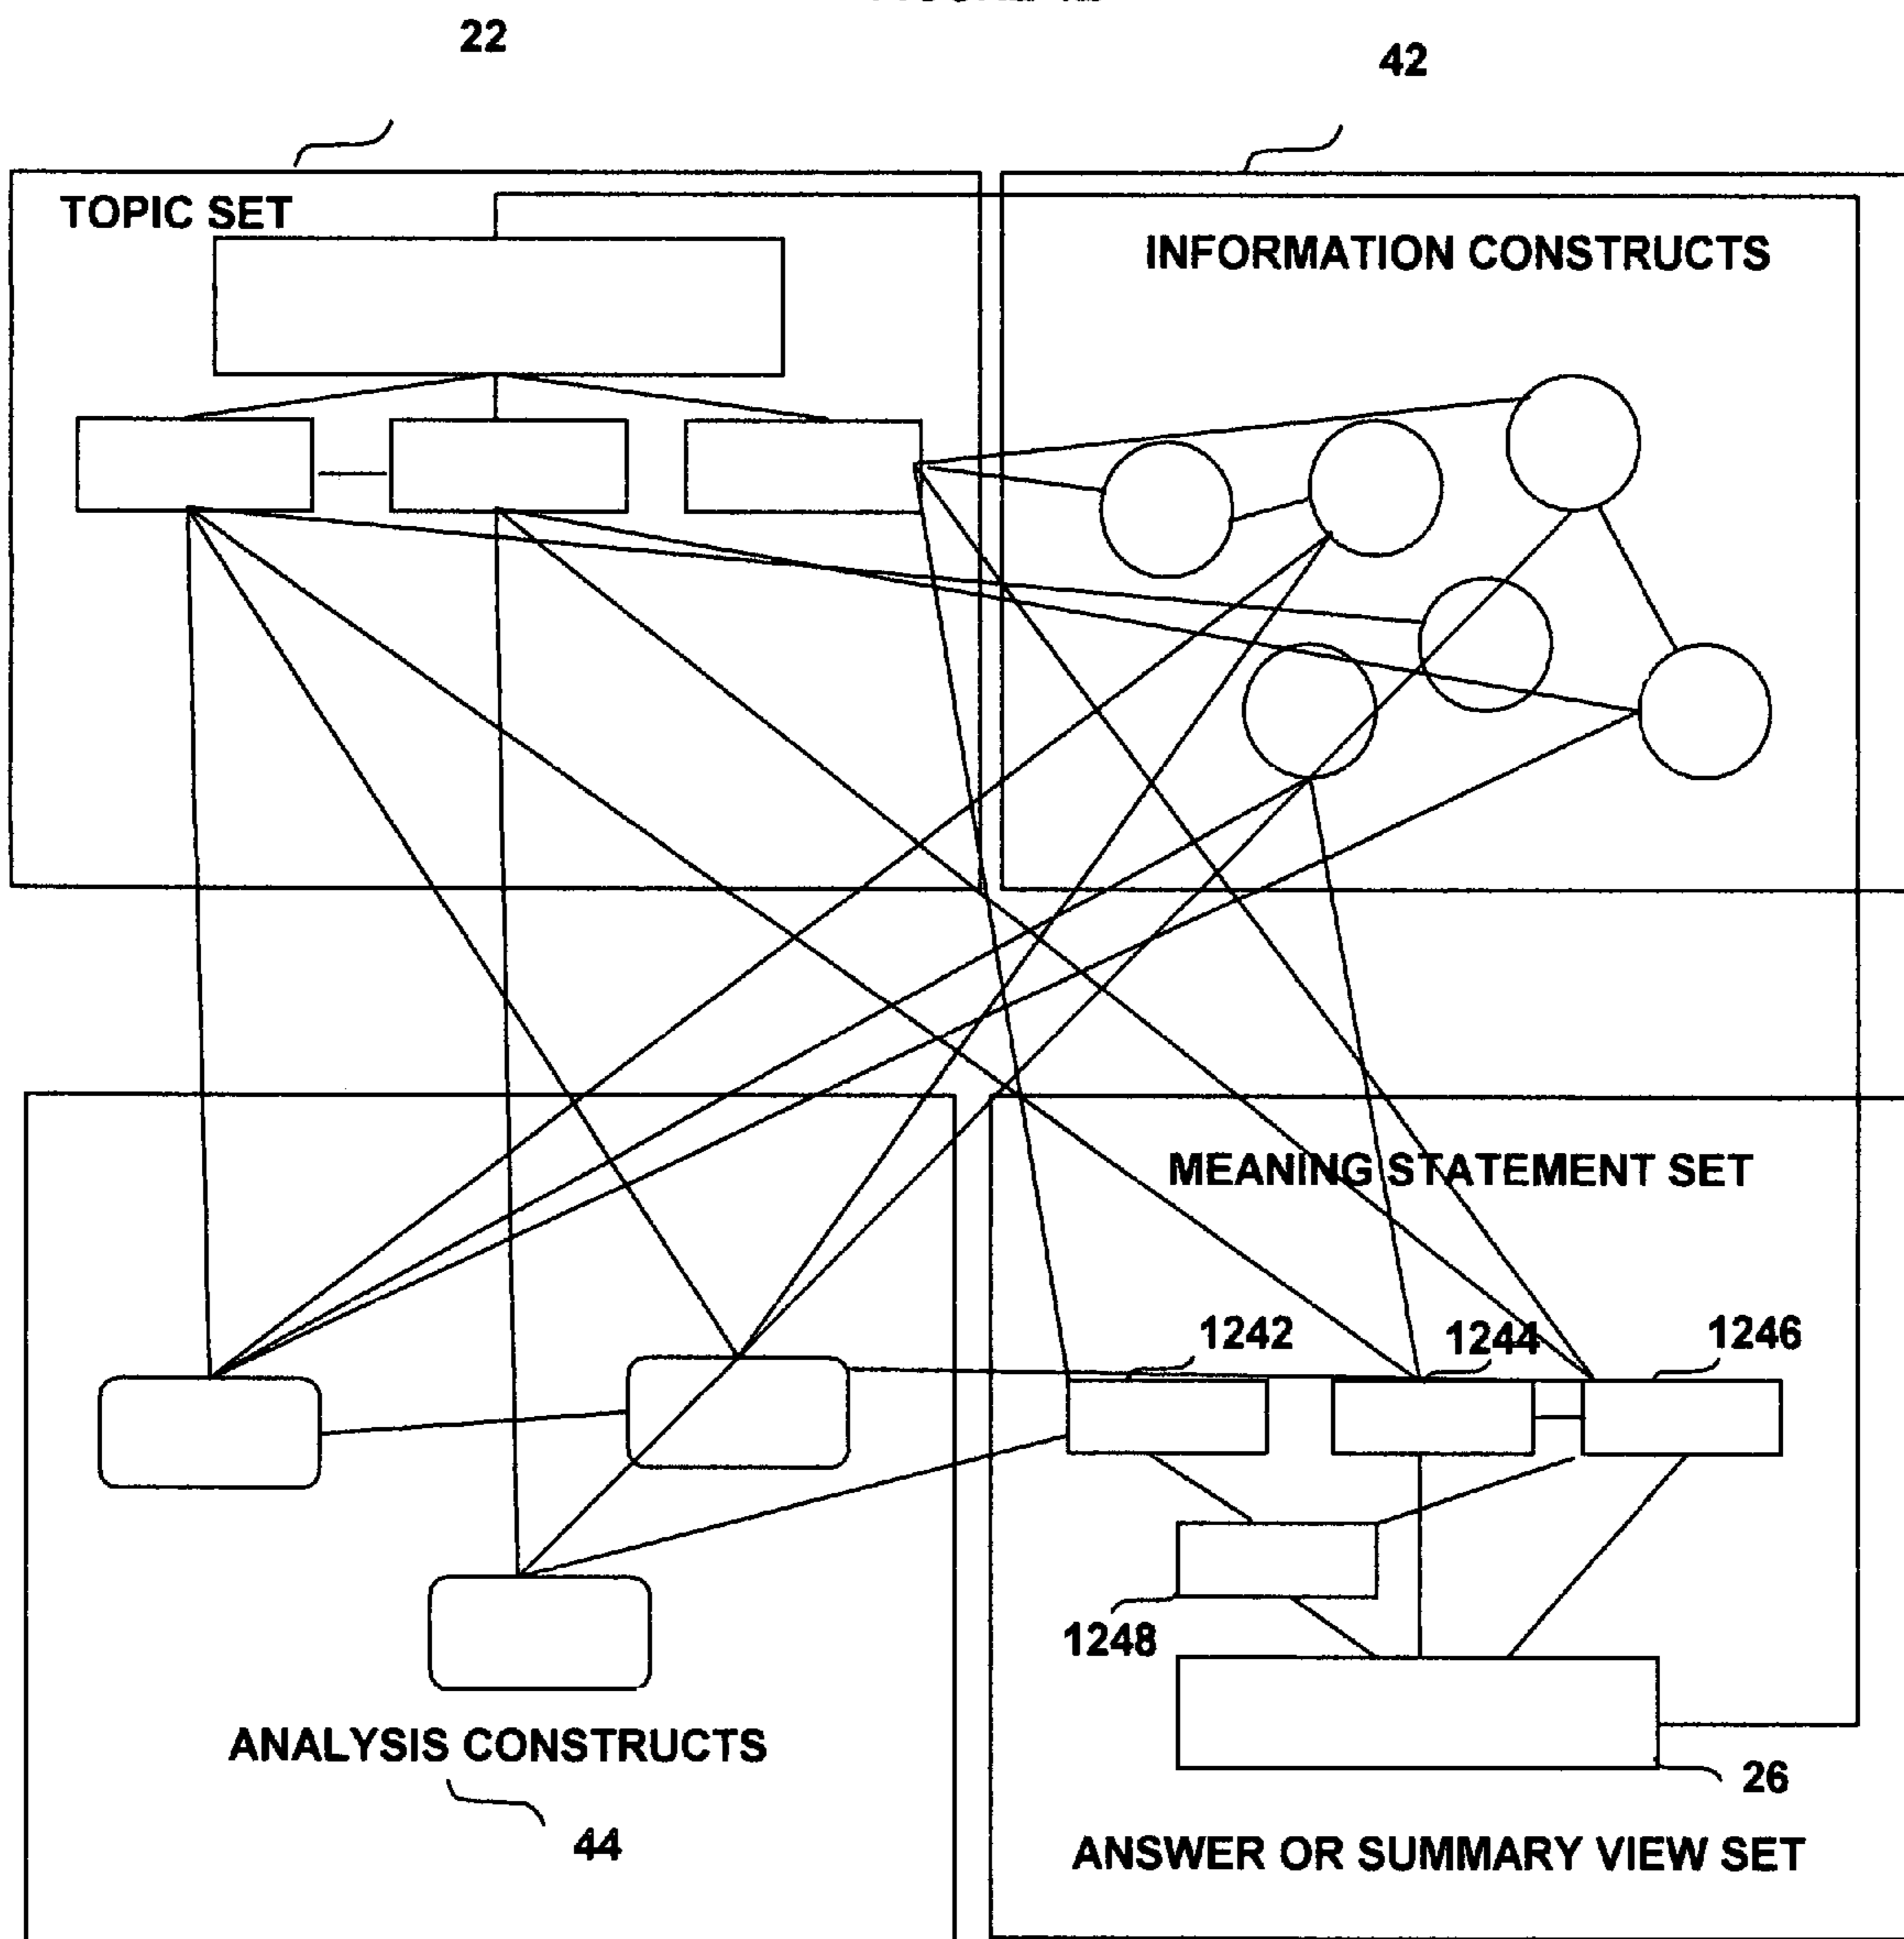 22
42
TOPIC SET
INFORMATION CONSTRUCTS
MEANING STATEMENT SET
1242
1244
1246
1248
ANALYSIS CONSTRUCTS
26
44
ANSWER OR SUMMARY VIEW SET